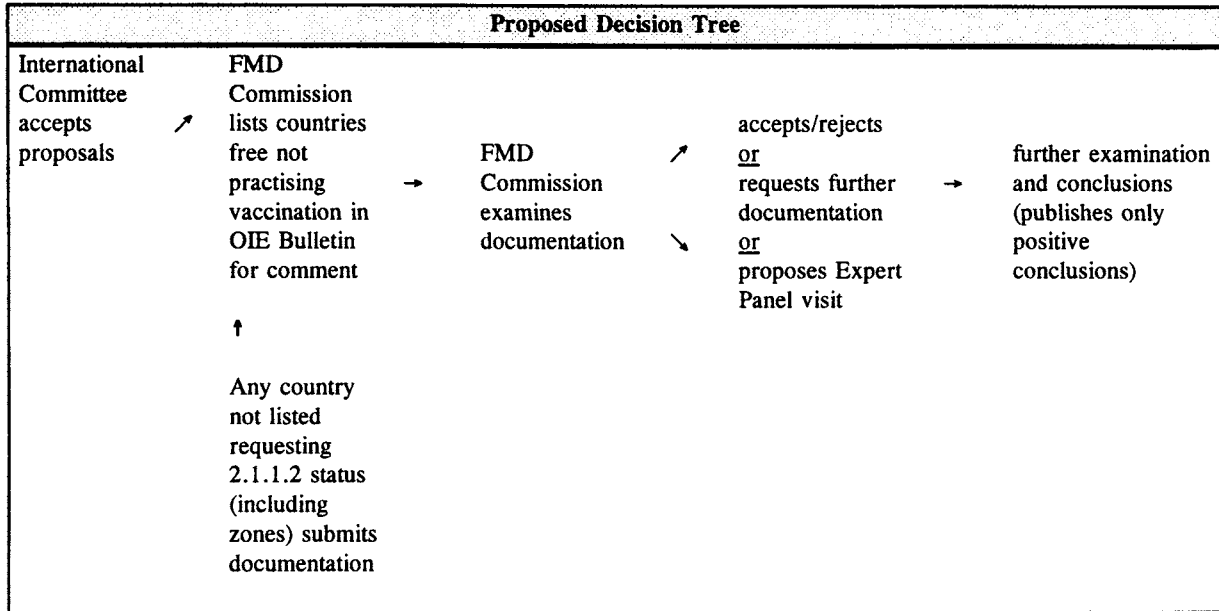 Proposed Decision Tree
International
Committee
accepts
proposals
↗
FMD
Commission
lists countries
free not
practising
vaccination in
OIE Bulletin
for comment
↑
Any country
not listed
requesting
2.1.1.2 status
(including
zones) submits
documentation
→
FMD
Commission
examines
documentation
↗
↘
accepts/rejects
or
requests further
documentation
or
proposes Expert
Panel visit
→
further examination
and conclusions
(publishes only
positive
conclusions)